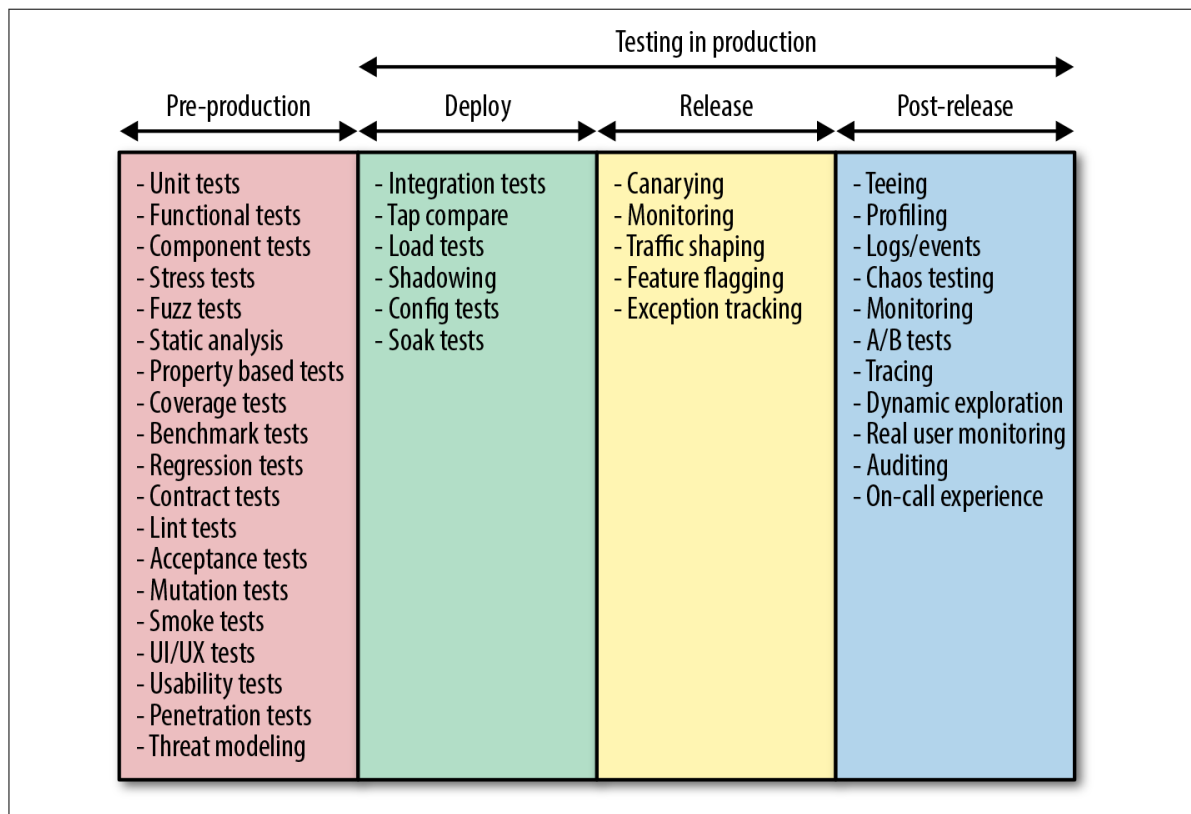 Testing in production
Pre-production
Deploy
Release
Post-release
- Unit tests
- Functional tests
- Component tests
- Stress tests
- Fuzz tests
- Static analysis
- Property based tests
- Coverage tests
- Benchmark tests
- Regression tests
- Contract tests
- Lint tests
- Acceptance tests
- Mutation tests
- Smoke tests
- UI/UX tests
- Usability tests
- Penetration tests
- Threat modeling
- Integration tests
- Tap compare
- Load tests
- Shadowing
- Config tests
- Soak tests
- Canarying
- Monitoring
- Traffic shaping
- Feature flagging
- Exception tracking
- Teeing
- Profiling
- Logs/events
- Chaos testing
- Monitoring
- A/B tests
- Tracing
- Dynamic exploration
- Real user monitoring
- Auditing
- On-call experience